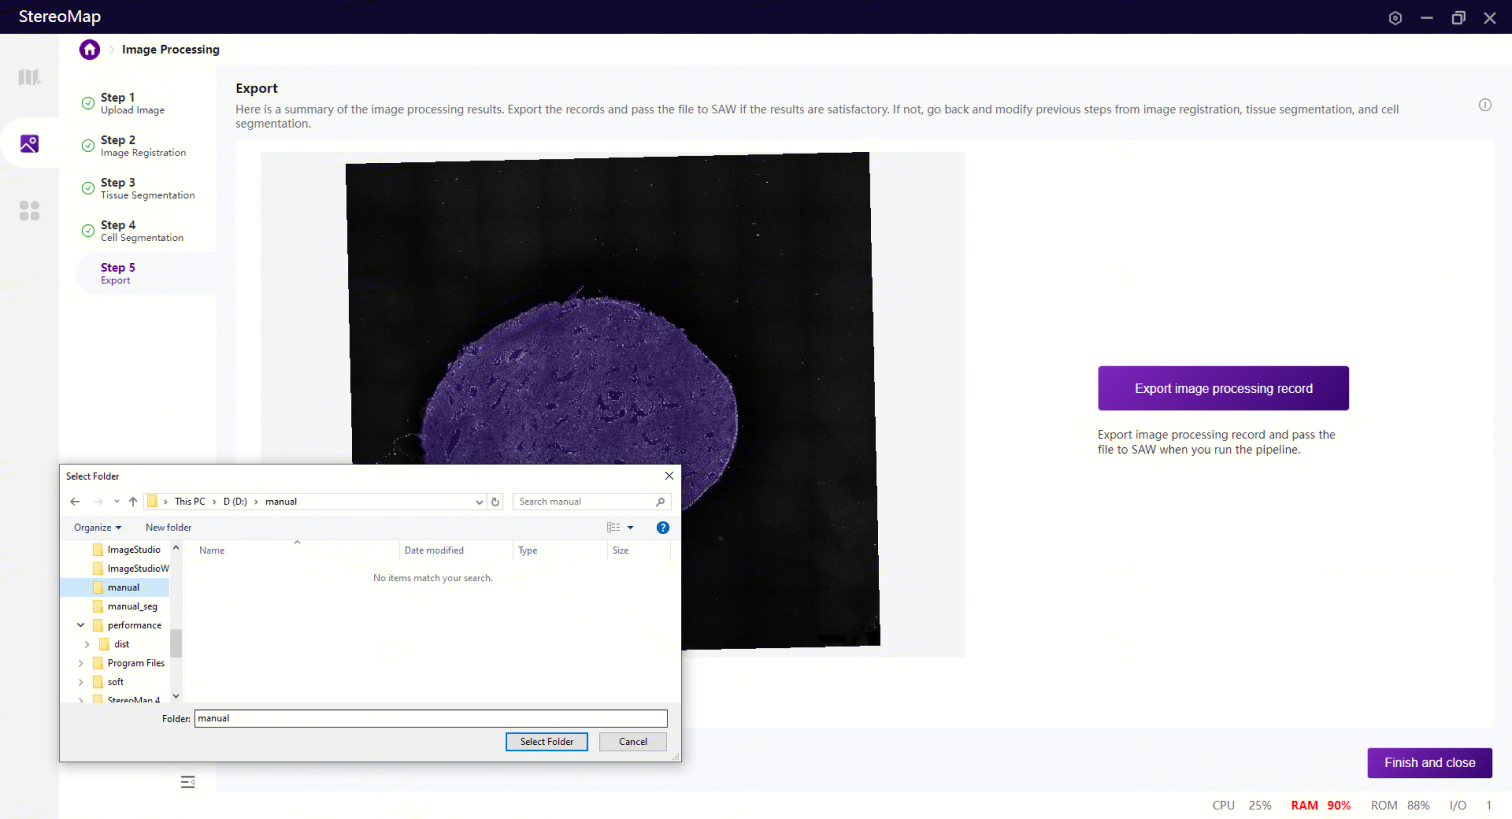 StereoMap
Image Processing
Step 1
Upload Image
Step 2
Image Registration
Step 3
Tissue Segmentation
Step 4
Cell Segmentation
Step 5
Export
Export
Here is a summary of the image processing results. Export the records and pass the file to SAW if the results are satisfactory. If not, go back and modify previous steps from image registration, tissue segmentation, and cell
segmentation.
Export image processing record
Export image processing record and pass the
file to SAW when you run the pipeline.
Select Folder
This PC > D (D:) > manual
Search manual
Organize
New folder
Name Date modified Type Size
No items match your search.
ImageStudio
ImageStudioW
manual
manual_seg
performance
dist
Program Files
soft
StereoMap 4
Folder: manual
Select Folder Cancel
Finish and close
CPU 25% RAM 90% ROM 88% I/O 1